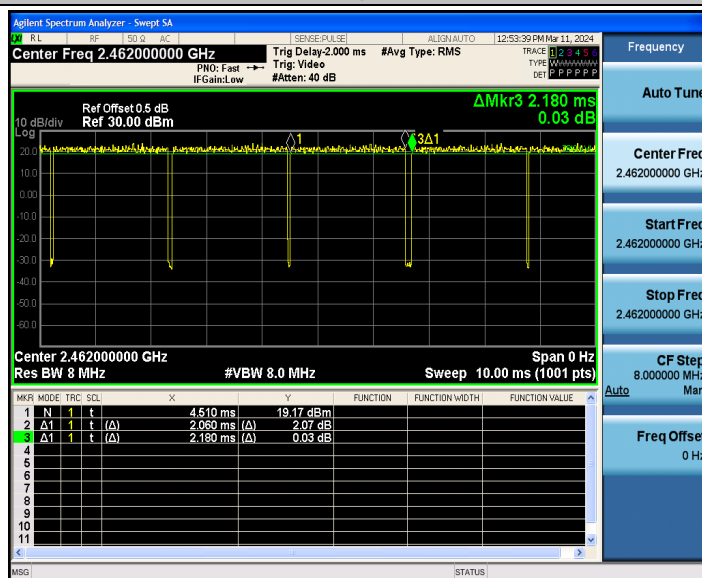 Agilent Spectrum Analyzer - Swept SA
LXI RL RF 50 Ω AC SENSE:PULSE ALIGN AUTO 12:53:39 PM Mar 11, 2024
Center Freq 2.462000000 GHz
PNO: Fast
IFGain:Low
Trig Delay-2.000 ms
Trig: Video
#Atten: 40 dB
#Avg Type: RMS
TRACE 1 2 3 4 5 6
TYPE W
DET P P P P P P
ΔMkr3 2.180 ms
0.03 dB
Ref Offset 0.5 dB
10 dB/div Ref 30.00 dBm
Log
1
3Δ1
20.0
10.0
0.00
-10.0
-20.0
-30.0
-40.0
-50.0
-60.0
Center 2.462000000 GHz Span 0 Hz
Res BW 8 MHz #VBW 8.0 MHz Sweep 10.00 ms (1001 pts)
MKR MODE TRC SCL X Y FUNCTION FUNCTION WIDTH FUNCTION VALUE
1 N 1 t 4.510 ms 19.17 dBm
2 Δ1 1 t (Δ) 2.060 ms (Δ) 2.07 dB
3 Δ1 1 t (Δ) 2.180 ms (Δ) 0.03 dB
4
5
6
7
8
9
10
11
MSG STATUS
Frequency
Auto Tune
Center Freq
2.462000000 GHz
Start Freq
2.462000000 GHz
Stop Freq
2.462000000 GHz
CF Step
8.000000 MHz
Auto Man
Freq Offset
0 Hz